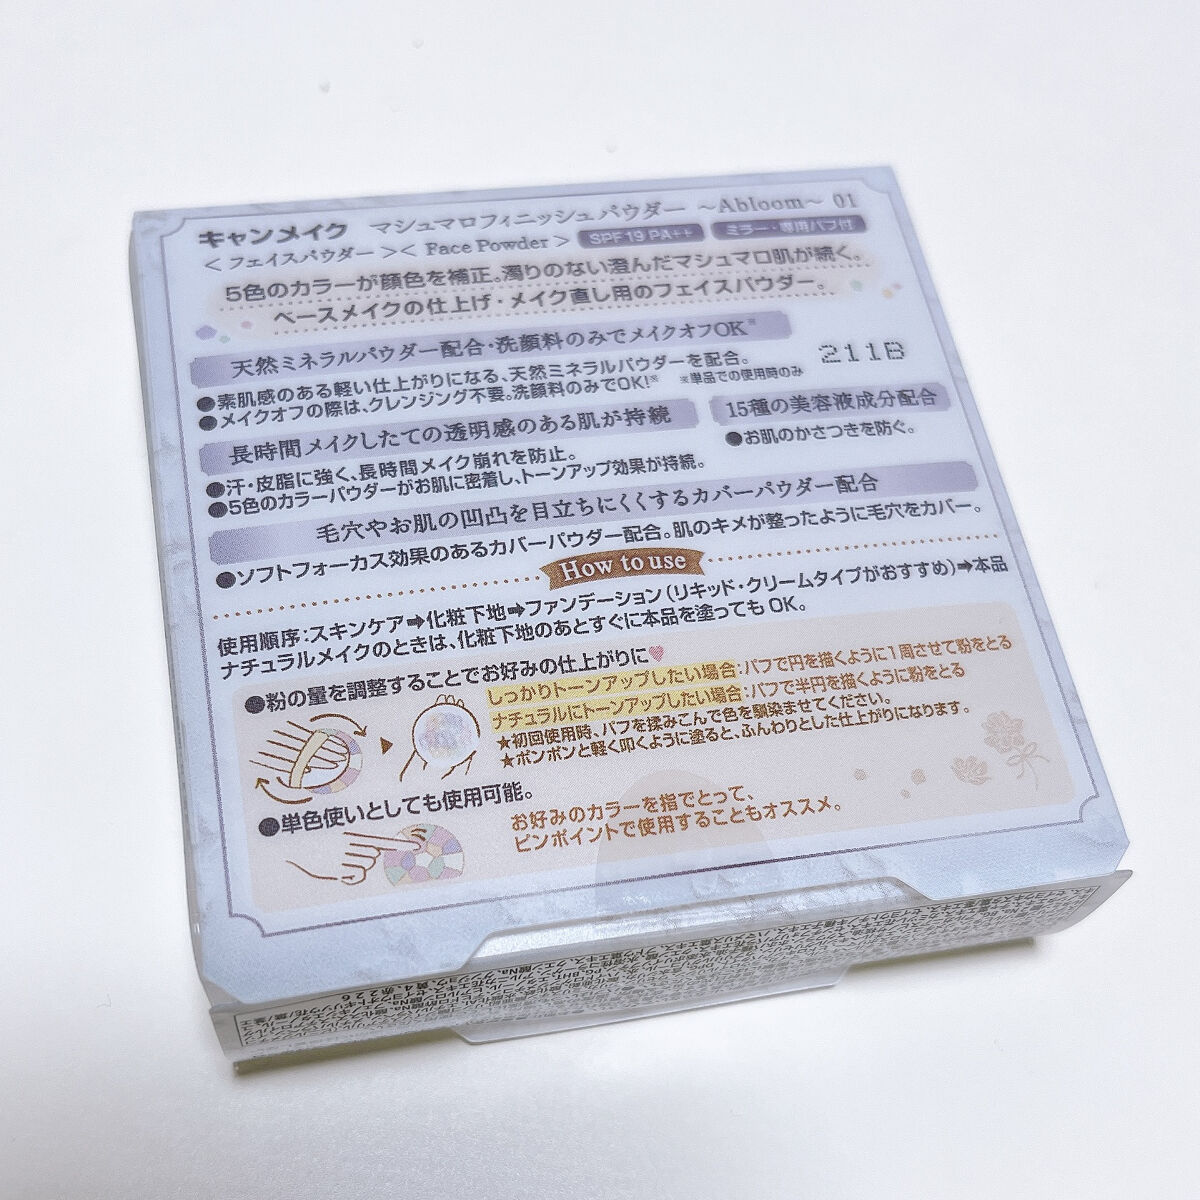 キャンメイク マシュマロフィニッシュパウダー ～Abloom～ 01
＜フェイスパウダー＞＜Face Powder＞ SPF19 PA++ ミラー・専用パフ付
5色のカラーが顔色を補正。濁りのない澄んだマシュマロ肌が続く。
ベースメイクの仕上げ・メイク直し用のフェイスパウダー。
天然ミネラルパウダー配合・洗顔料のみでメイクオフOK※
211B
●素肌感のある軽い仕上がりになる、天然ミネラルパウダーを配合。
●メイクオフの際は、クレンジング不要。洗顔料のみでOK!※ ※単品での使用時のみ
長時間メイクしたての透明感のある肌が持続
●汗・皮脂に強く、長時間メイク崩れを防止。
●5色のカラーパウダーがお肌に密着し、トーンアップ効果が持続。
15種の美容液成分配合
●お肌のかさつきを防ぐ。
毛穴やお肌の凹凸を目立ちにくくするカバーパウダー配合
●ソフトフォーカス効果のあるカバーパウダー配合。肌のキメが整ったように毛穴をカバー。
How to use
使用順序：スキンケア➡化粧下地➡ファンデーション（リキッド・クリームタイプがおすすめ）➡本品
ナチュラルメイクのときは、化粧下地のあとすぐに本品を塗ってもOK。
●粉の量を調整することでお好みの仕上がりに♥
しっかりトーンアップしたい場合：パフで円を描くように1周させて粉をとる
ナチュラルにトーンアップしたい場合：パフで半円を描くように粉をとる
★初回使用時、パフを揉みこんで色を馴染ませてください。
★ポンポンと軽く叩くように塗ると、ふんわりとした仕上がりになります。
●単色使いとしても使用可能。
お好みのカラーを指でとって、
ピンポイントで使用することもオススメ。